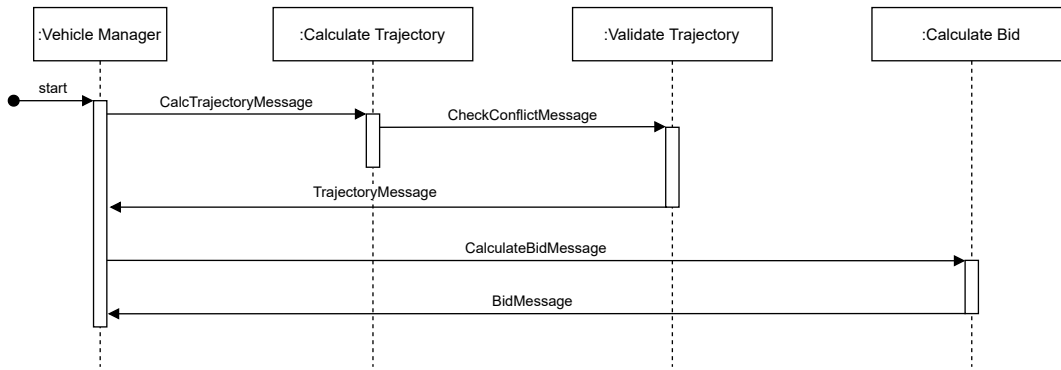 :Vehicle Manager
:Calculate Trajectory
:Validate Trajectory
:Calculate Bid
start
CalcTrajectoryMessage
CheckConflictMessage
TrajectoryMessage
CalculateBidMessage
BidMessage